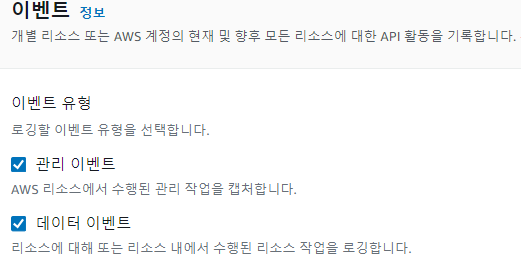 이벤트 정보
개별 리소스 또는 AWS 계정의 현재 및 향후 모든 리소스에 대한 API 활동을 기록합니다.
이벤트 유형
로깅할 이벤트 유형을 선택합니다.
관리 이벤트
AWS 리소스에서 수행된 관리 작업을 캡처합니다.
데이터 이벤트
리소스에 대해 또는 리소스 내에서 수행된 리소스 작업을 로깅합니다.